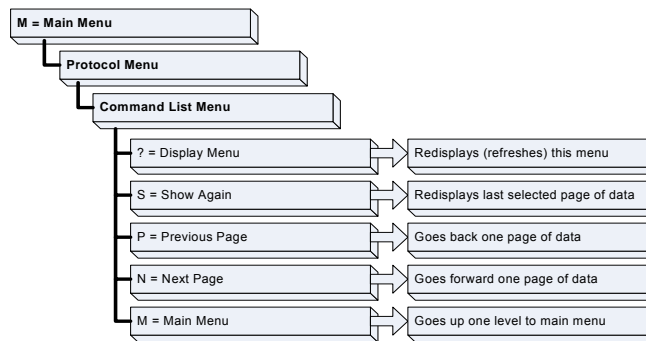 M = Main Menu
Protocol Menu
Command List Menu
? = Display Menu
Redisplays (refreshes) this menu
S = Show Again
Redisplays last selected page of data
P = Previous Page
Goes back one page of data
N = Next Page
Goes forward one page of data
M = Main Menu
Goes up one level to main menu